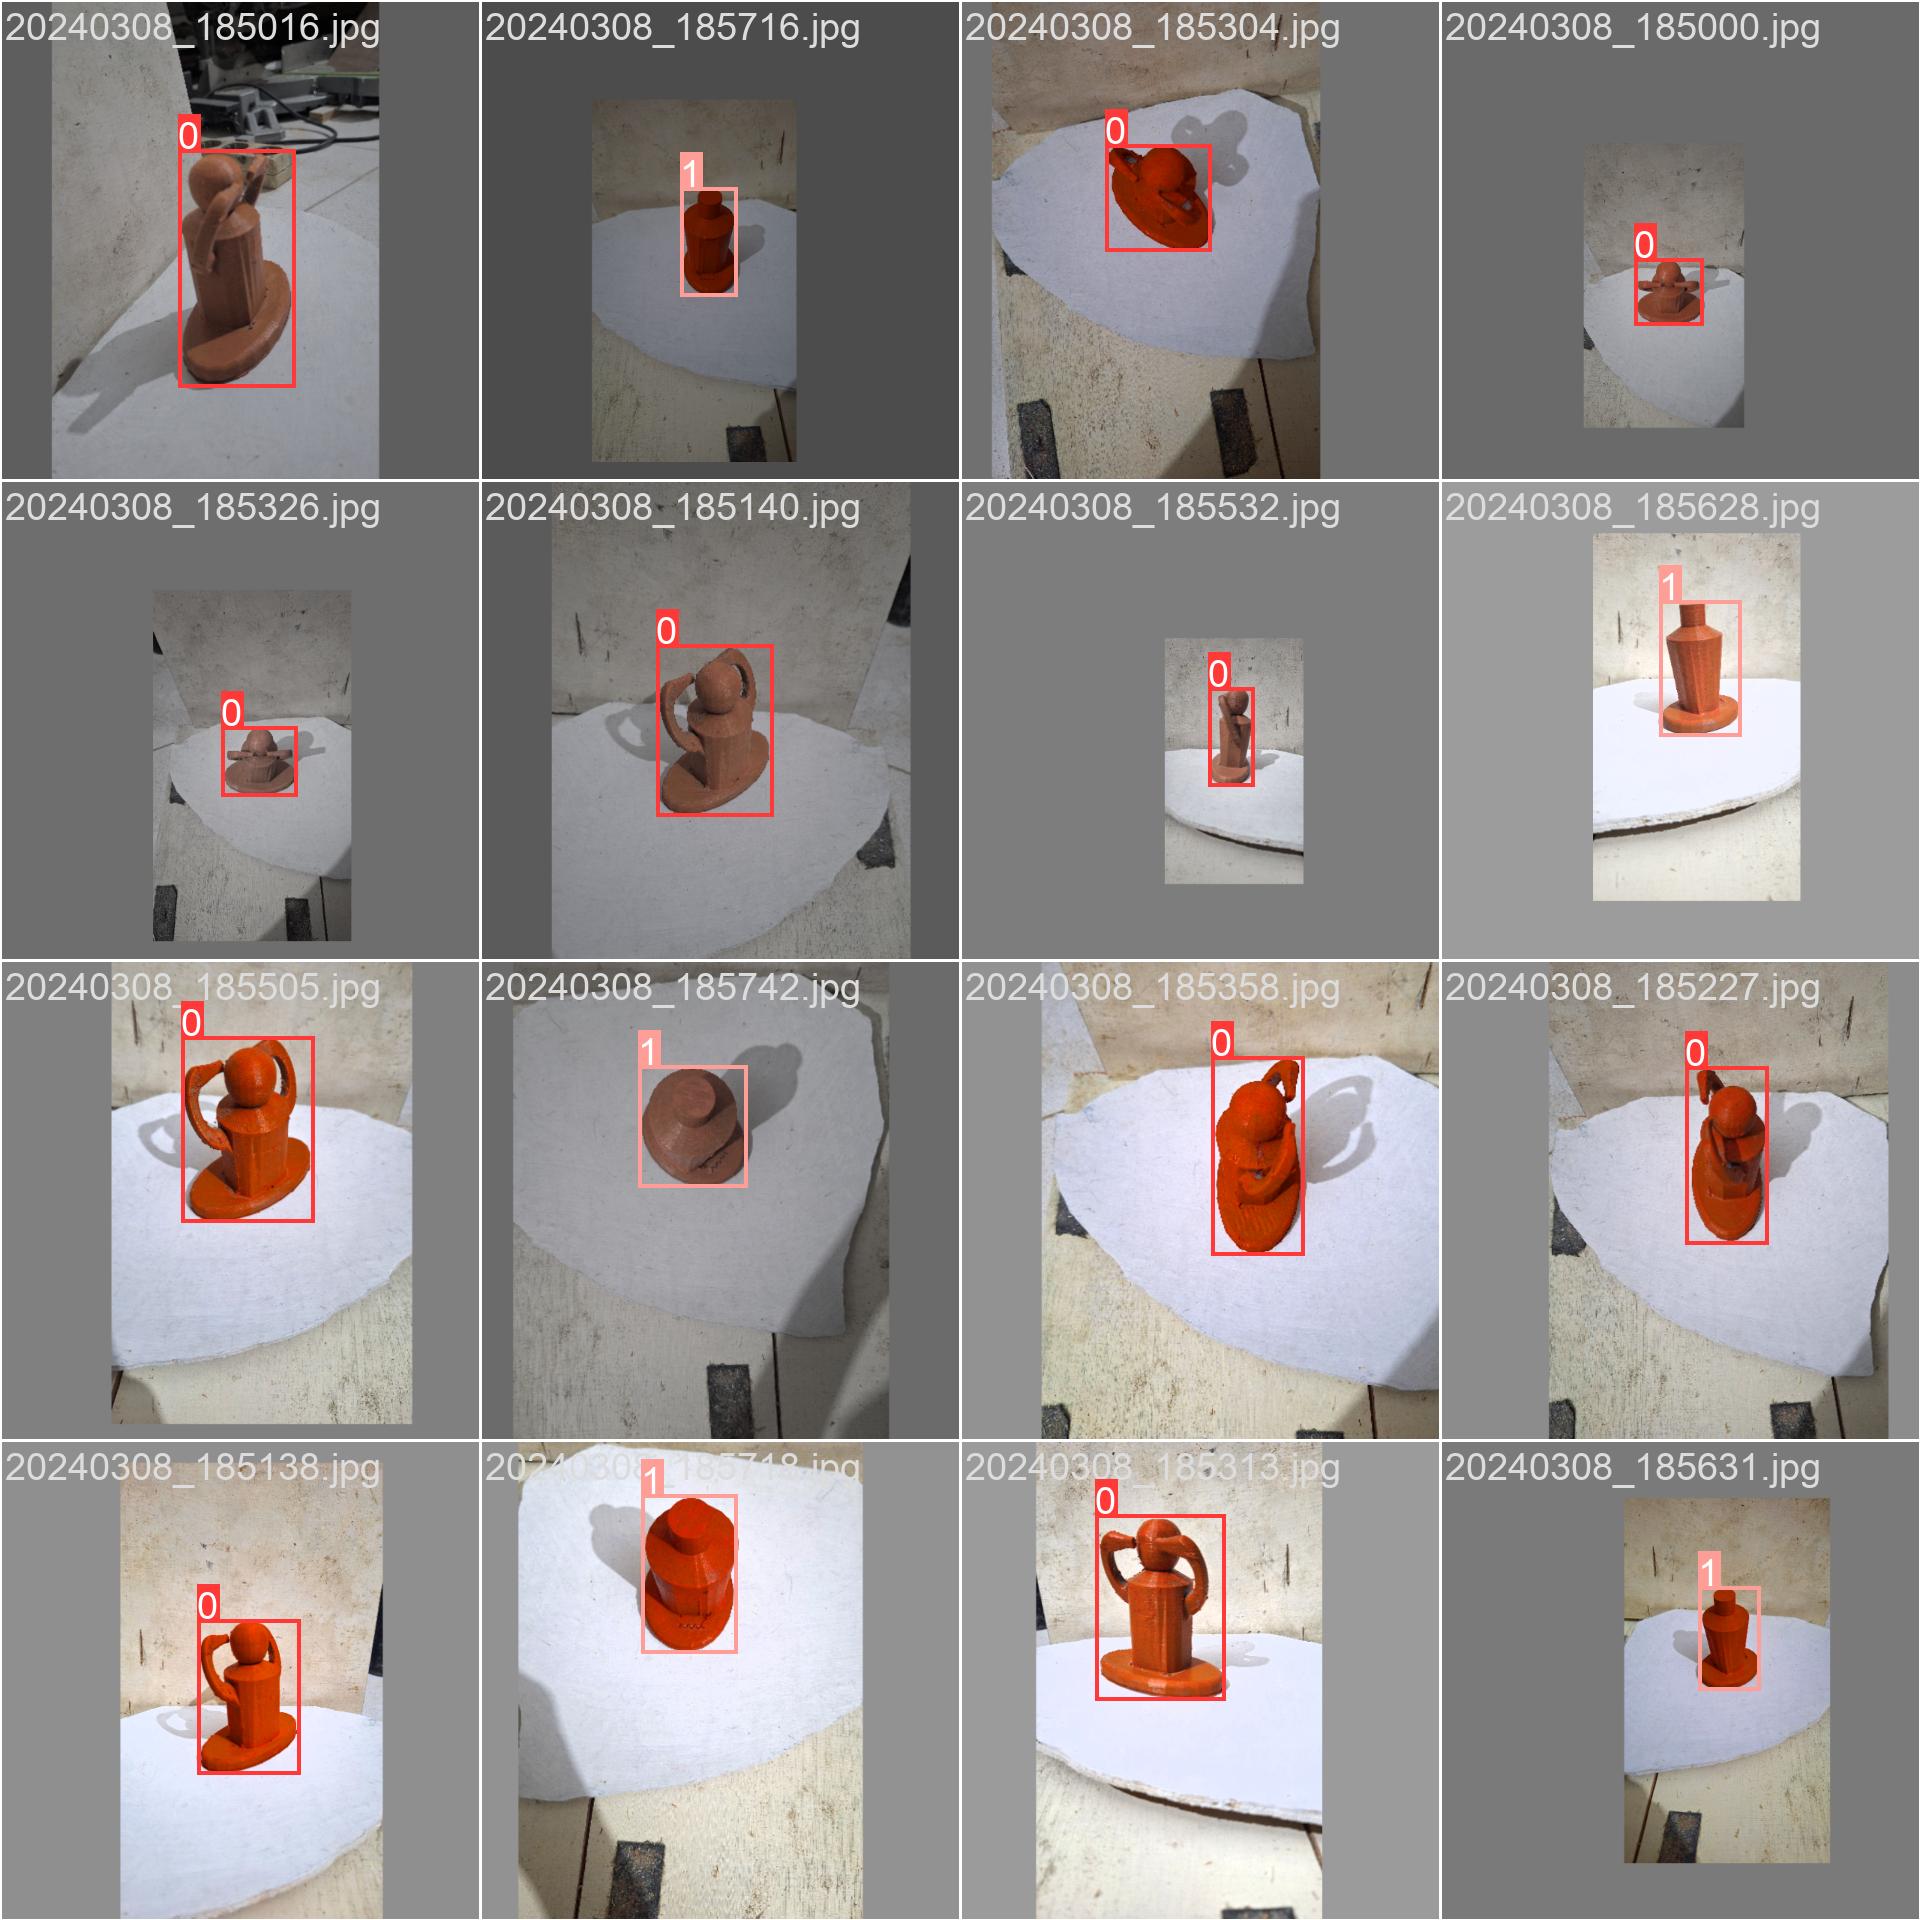 20240308_185016.jpg
0
20240308_185716.jpg
1
20240308_185304.jpg
0
20240308_185000.jpg
0
20240308_185326.jpg
0
20240308_185140.jpg
0
20240308_185532.jpg
0
20240308_185628.jpg
1
20240308_185505.jpg
0
20240308_185742.jpg
1
20240308_185358.jpg
0
20240308_185227.jpg
0
20240308_185138.jpg
0
20240308_185718.jpg
1
20240308_185313.jpg
0
20240308_185631.jpg
1